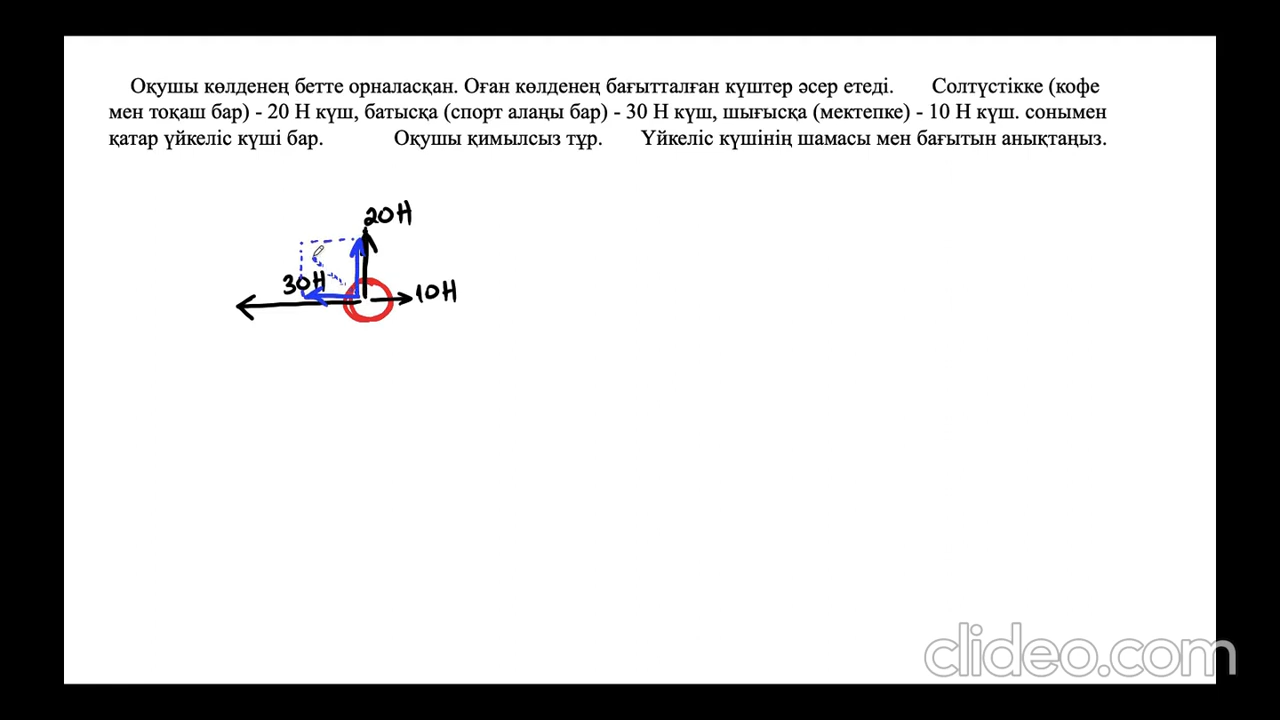 Оқушы көлденең бетте орналасқан. Оған көлденең бағытталған күштер әсер етеді. Солтүстікке (кофе
мен тоқаш бар) - 20 Н күш, батысқа (спорт алаңы бар) - 30 Н күш, шығысқа (мектепке) - 10 Н күш. сонымен
қатар үйкеліс күші бар. Оқушы қимылсыз тұр. Үйкеліс күшінің шамасы мен бағытын анықтаңыз.
20Н
30Н
10Н
clideo.com